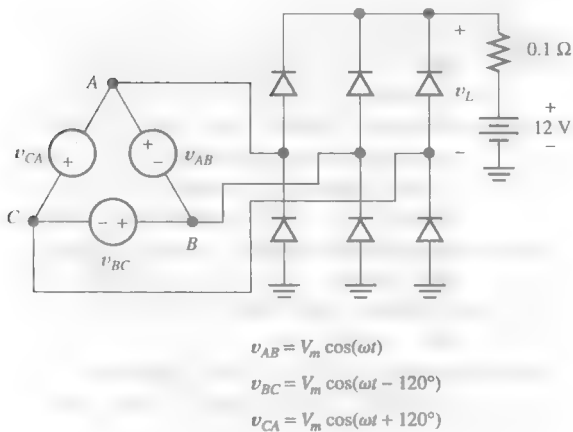 +
0.1 Ω
A
v_L
+
v_CA
+
+
−
v_AB
+
12 V
−
−
C
−
+
B
v_BC
v_AB = V_m cos(ωt)
v_BC = V_m cos(ωt − 120°)
v_CA = V_m cos(ωt + 120°)